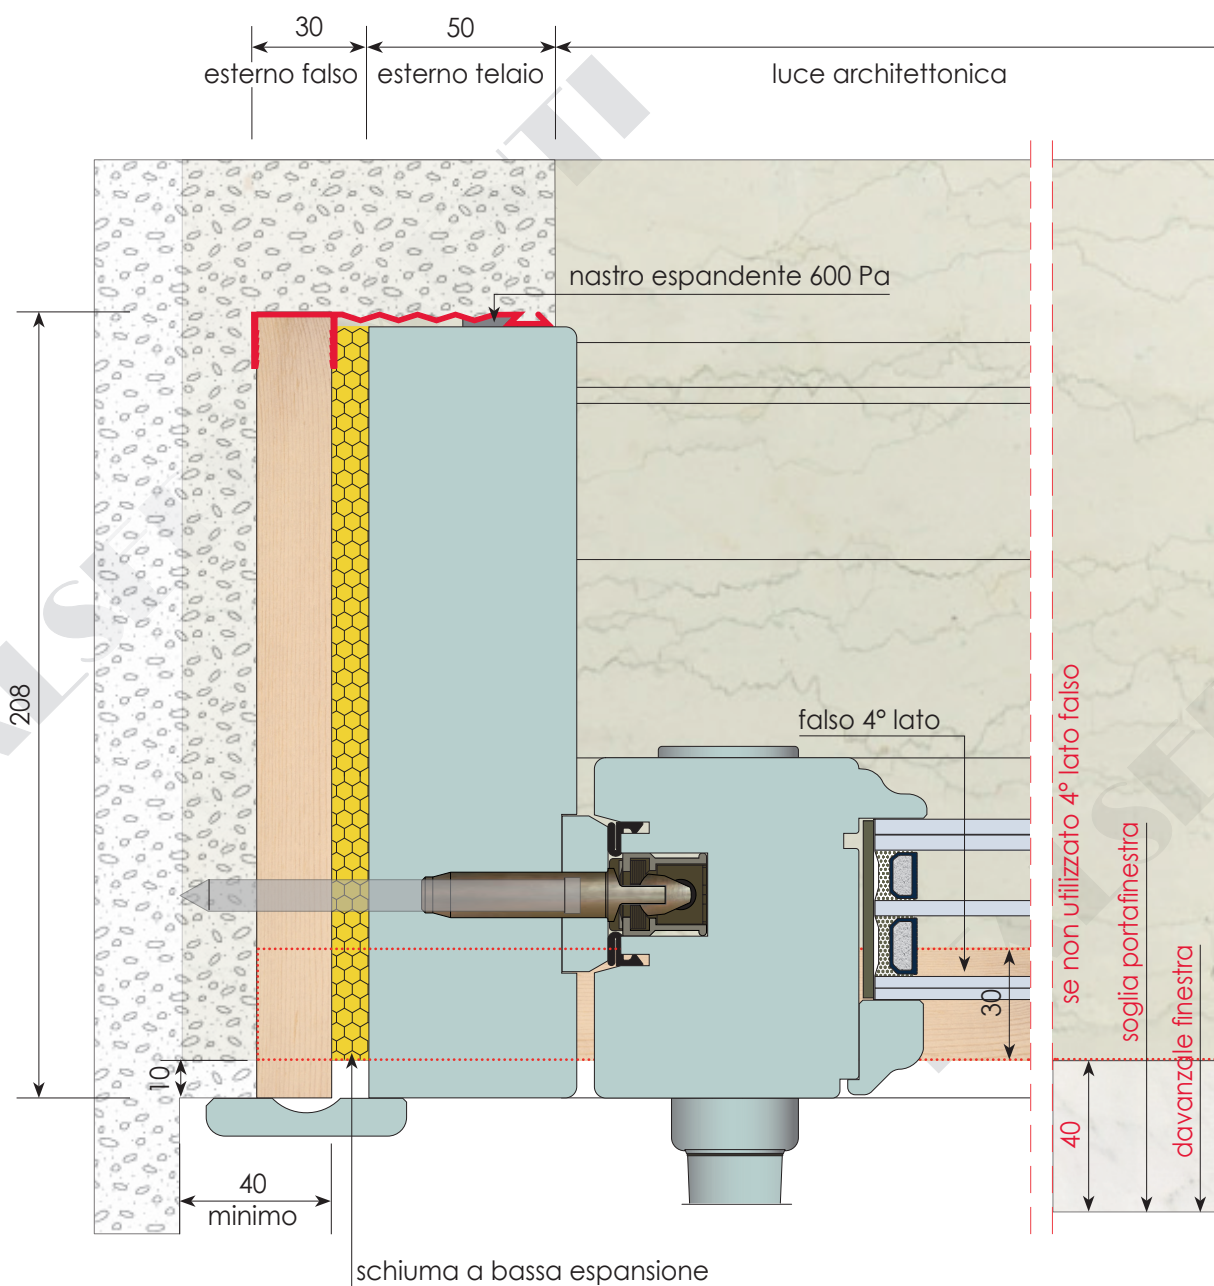 30
50
esterno falso
esterno telaio
luce architettonica
nastro espandente 600 Pa
208
falso 4° lato
se non utilizzato 4° lato falso
soglia portafinestra
davanzale finestra
30
10
40
40
minimo
schiuma a bassa espansione